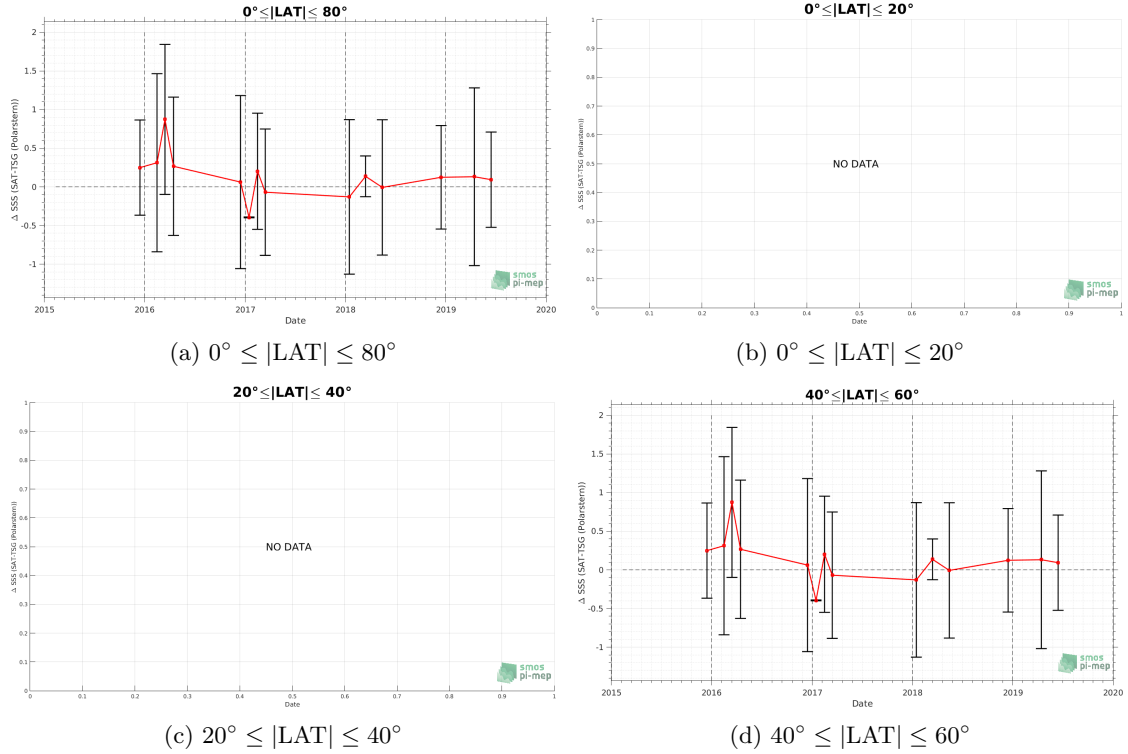 0°≤|LAT|≤ 80°
Δ SSS (SAT-TSG (Polarstern))
2
1.5
1
0.5
0
-0.5
-1
2015
2016
2017
2018
2019
2020
Date
smos
pi-mep
(a) 0° ≤ |LAT| ≤ 80°
0°≤|LAT|≤ 20°
Δ SSS (SAT-TSG (Polarstern))
1
0.9
0.8
0.7
0.6
0.5
0.4
0.3
0.2
0.1
0
NO DATA
0
0.1
0.2
0.3
0.4
0.5
0.6
0.7
0.8
0.9
1
Date
smos
pi-mep
(b) 0° ≤ |LAT| ≤ 20°
20°≤|LAT|≤ 40°
Δ SSS (SAT-TSG (Polarstern))
1
0.9
0.8
0.7
0.6
0.5
0.4
0.3
0.2
0.1
0
NO DATA
0
0.1
0.2
0.3
0.4
0.5
0.6
0.7
0.8
0.9
1
Date
smos
pi-mep
(c) 20° ≤ |LAT| ≤ 40°
40°≤|LAT|≤ 60°
Δ SSS (SAT-TSG (Polarstern))
2
1.5
1
0.5
0
-0.5
-1
2015
2016
2017
2018
2019
2020
Date
smos
pi-mep
(d) 40° ≤ |LAT| ≤ 60°